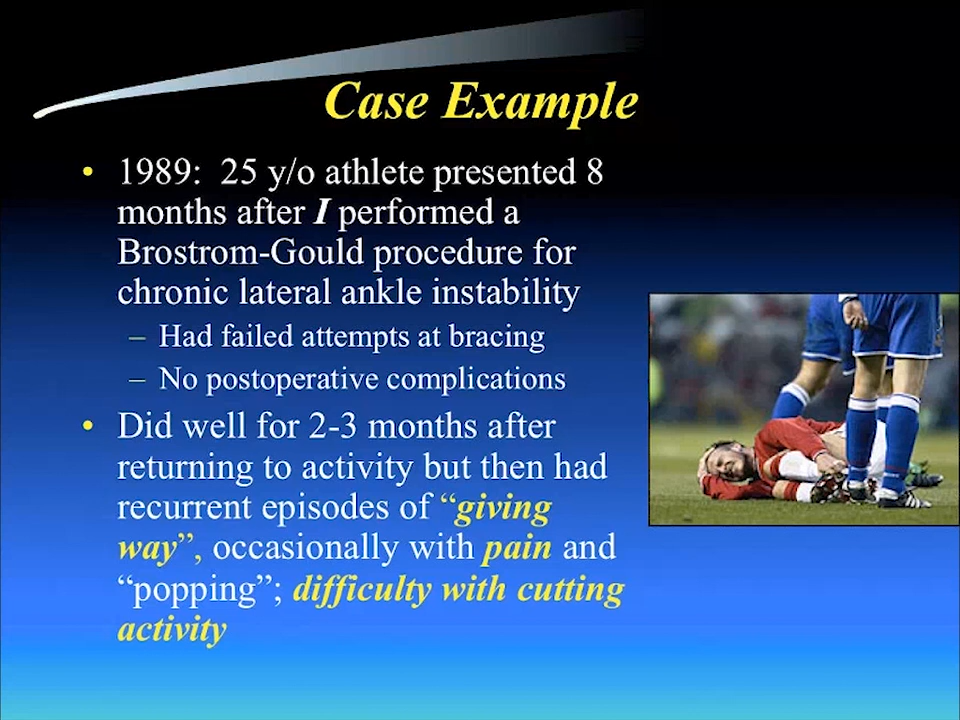 Case Example
• 1989: 25 y/o athlete presented 8
months after I performed a
Brostrom-Gould procedure for
chronic lateral ankle instability
– Had failed attempts at bracing
– No postoperative complications
• Did well for 2-3 months after
returning to activity but then had
recurrent episodes of “giving
way”, occasionally with pain and
“popping”; difficulty with cutting
activity